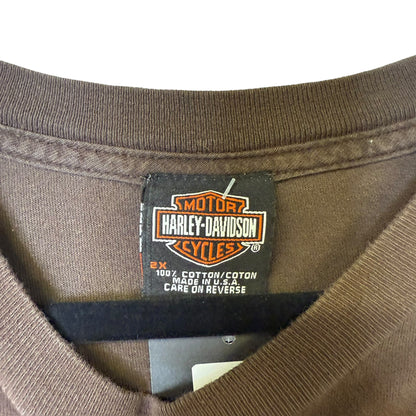 MOTOR
HARLEY-DAVIDSON
CYCLES
®
2X
100% COTTON/COTON
MADE IN U.S.A
CARE ON REVERSE